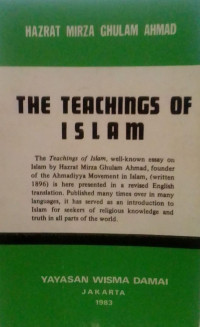 HAZRAT MIRZA GHULAM AHMAD
THE TEACHINGS OF
ISLAM
The Teachings of Islam, well-known essay on
Islam by Hazrat Mirza Ghulam Ahmad, founder
of the Ahmadiyya Movement in Islam, (written
1896) is here presented in a revised English
translation. Published many times over in many
languages, it has served as an introduction to
Islam for seekers of religious knowledge and
truth in all parts of the world.
YAYASAN WISMA DAMAI
JAKARTA
1983